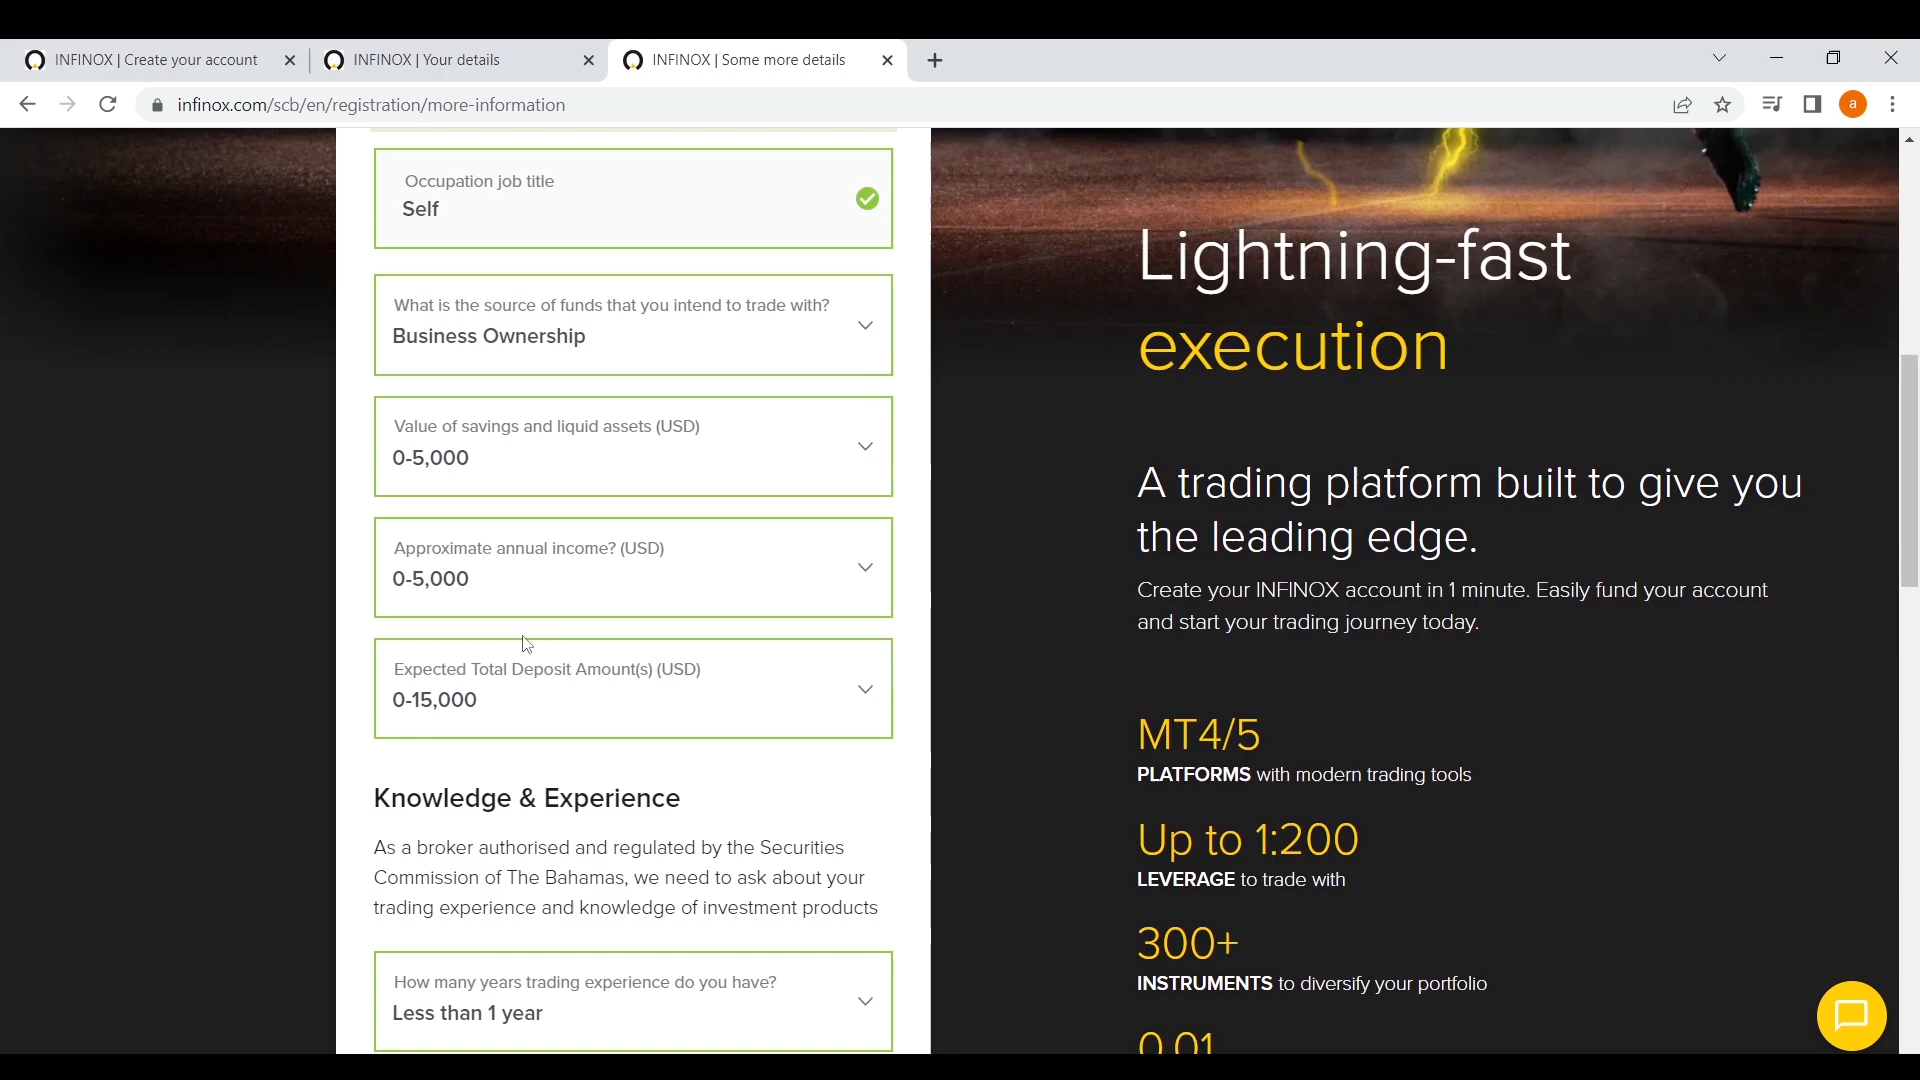 INFINOX | Create your account
INFINOX | Your details
INFINOX | Some more details
infinox.com/scb/en/registration/more-information
a
Occupation job title
Self
What is the source of funds that you intend to trade with?
Business Ownership
Value of savings and liquid assets (USD)
0-5,000
Approximate annual income? (USD)
0-5,000
Expected Total Deposit Amount(s) (USD)
0-15,000
Knowledge & Experience
As a broker authorised and regulated by the Securities
Commission of The Bahamas, we need to ask about your
trading experience and knowledge of investment products
How many years trading experience do you have?
Less than 1 year
Lightning-fast
execution
A trading platform built to give you
the leading edge.
Create your INFINOX account in 1 minute. Easily fund your account
and start your trading journey today.
MT4/5
PLATFORMS with modern trading tools
Up to 1:200
LEVERAGE to trade with
300+
INSTRUMENTS to diversify your portfolio
0.01